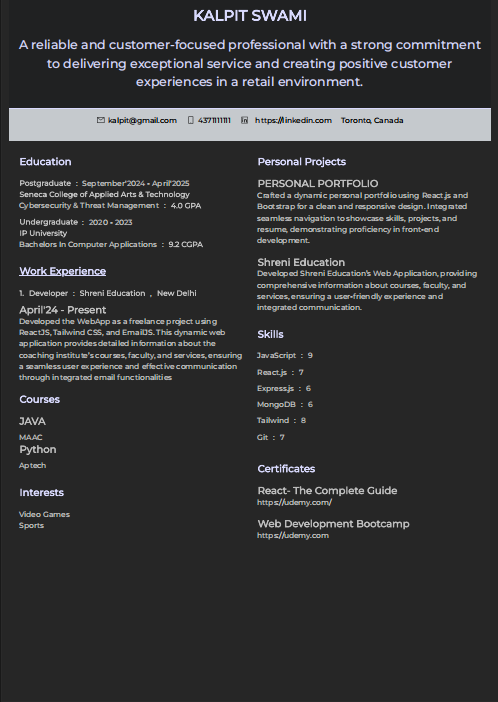 KALPIT SWAMI
A reliable and customer-focused professional with a strong commitment
to delivering exceptional service and creating positive customer
experiences in a retail environment.
kalpit@gmail.com 4371111111 https://linkedin.com Toronto, Canada
Education
Postgraduate : September'2024 - April'2025
Seneca College of Applied Arts & Technology
Cybersecurity & Threat Management : 4.0 GPA
Undergraduate : 2020 - 2023
IP University
Bachelors In Computer Applications : 9.2 CGPA
Work Experience
1. Developer : Shreni Education , New Delhi
April'24 - Present
Developed the WebApp as a freelance project using
ReactJS, Tailwind CSS, and EmailJS. This dynamic web
application provides detailed information about the
coaching institute's courses, faculty, and services, ensuring
a seamless user experience and effective communication
through integrated email functionalities
Courses
JAVA
MAAC
Python
Aptech
Interests
Video Games
Sports
Personal Projects
PERSONAL PORTFOLIO
Crafted a dynamic personal portfolio using React.js and
Bootstrap for a clean and responsive design. Integrated
seamless navigation to showcase skills, projects, and
resume, demonstrating proficiency in front-end
development.
Shreni Education
Developed Shreni Education's Web Application, providing
comprehensive information about courses, faculty, and
services, ensuring a user-friendly experience and
integrated communication.
Skills
JavaScript : 9
React.js : 7
Express.js : 6
MongoDB : 6
Tailwind : 8
Git : 7
Certificates
React- The Complete Guide
https://udemy.com/
Web Development Bootcamp
https://udemy.com